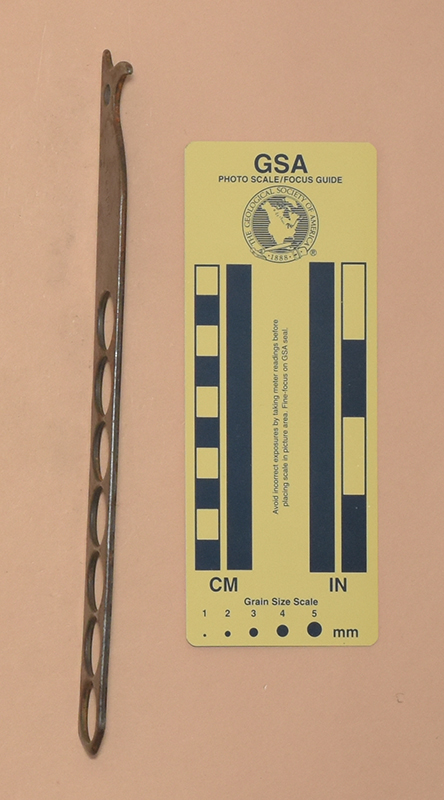 GSA
PHOTO SCALE/FOCUS GUIDE
THE GEOLOGICAL SOCIETY OF AMERICA
1888
®
Avoid incorrect exposures by taking meter readings before
placing scale in picture area. Fine-focus on GSA seal.
CM IN
Grain Size Scale
1 2 3 4 5
mm